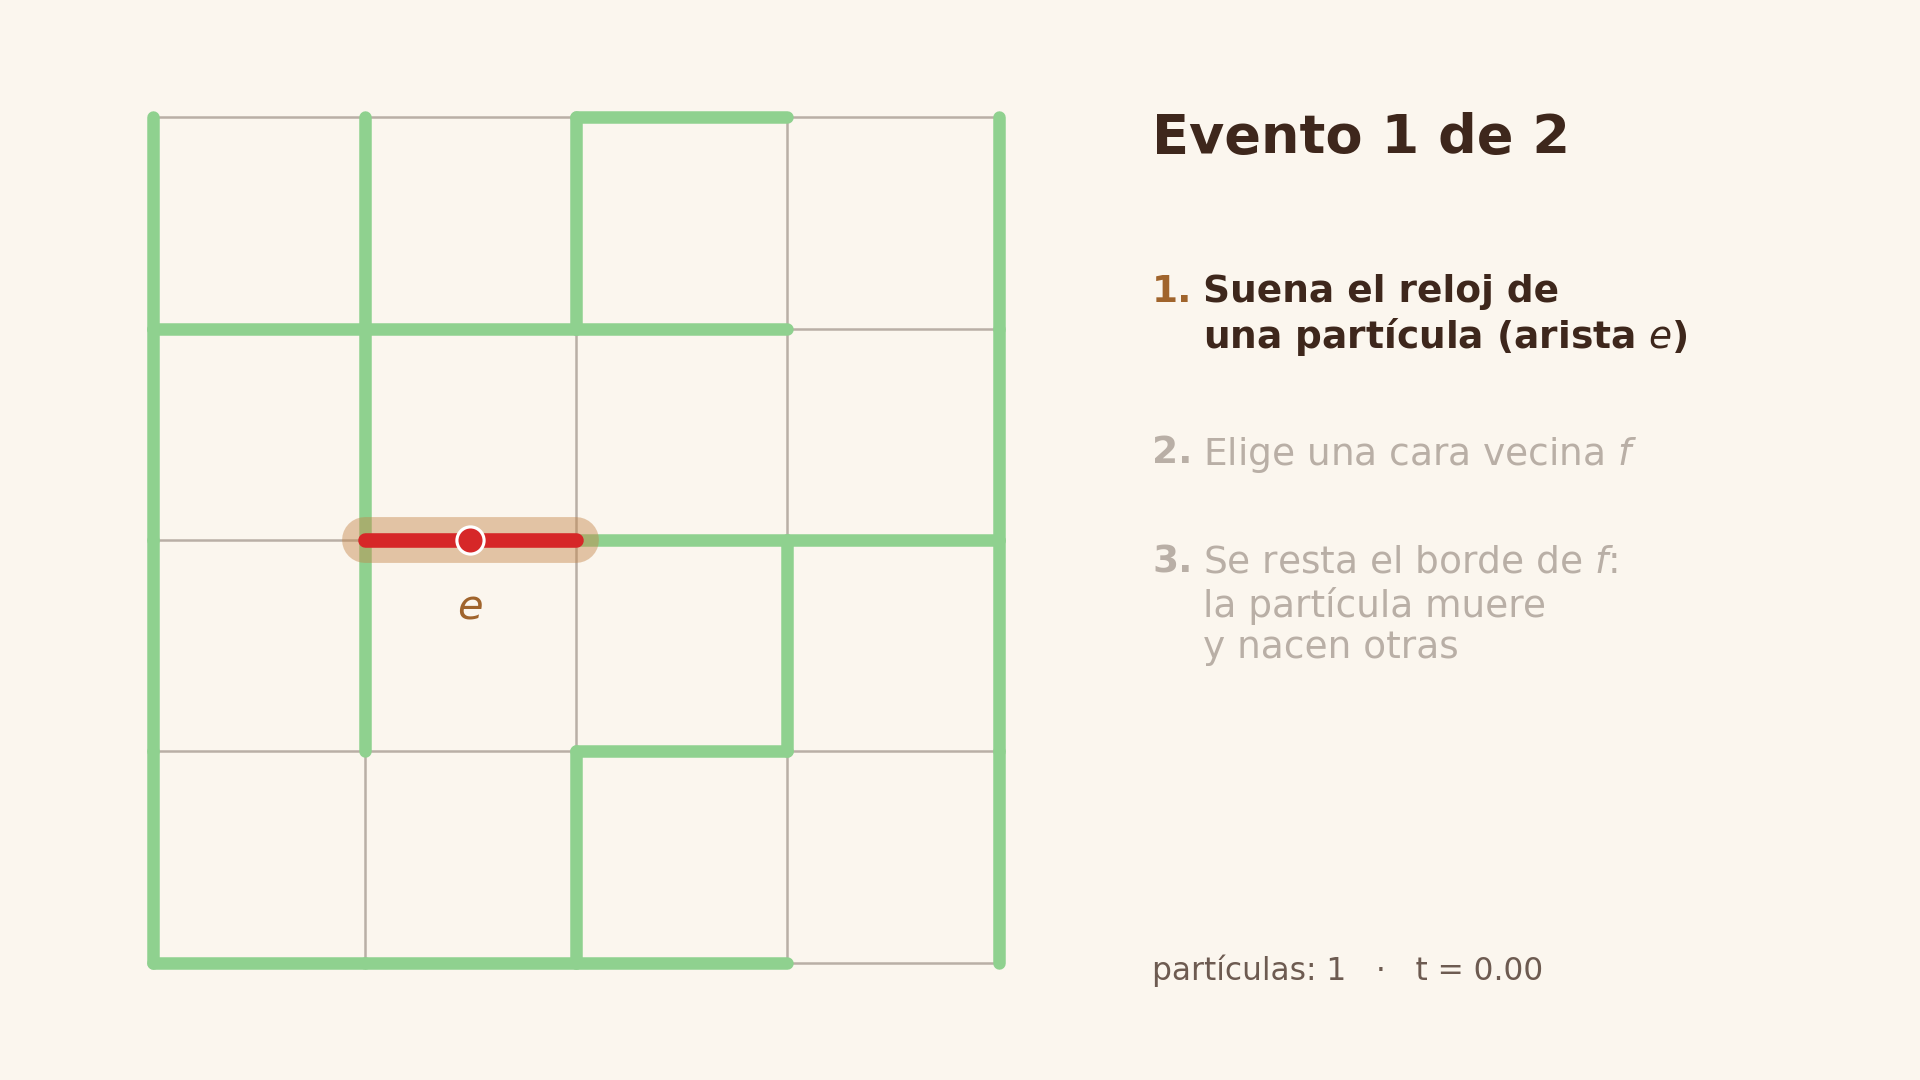 Evento 1 de 2
1. Suena el reloj de
una partícula (arista e)
2. Elige una cara vecina f
3. Se resta el borde de f:
la partícula muere
y nacen otras
e
partículas: 1 · t = 0.00